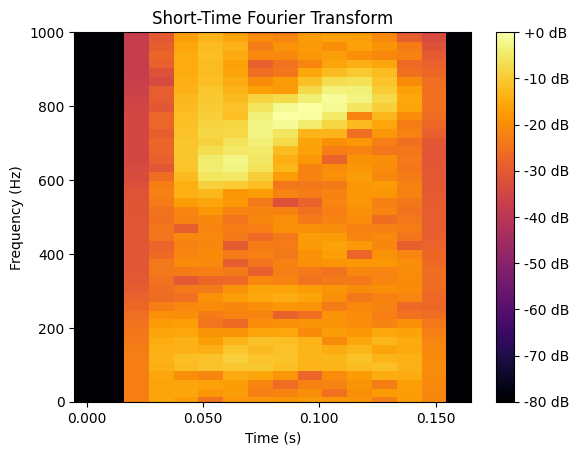 Short-Time Fourier Transform
1000
800
600
400
200
0
Frequency (Hz)
0.000
0.050
0.100
0.150
Time (s)
+0 dB
-10 dB
-20 dB
-30 dB
-40 dB
-50 dB
-60 dB
-70 dB
-80 dB